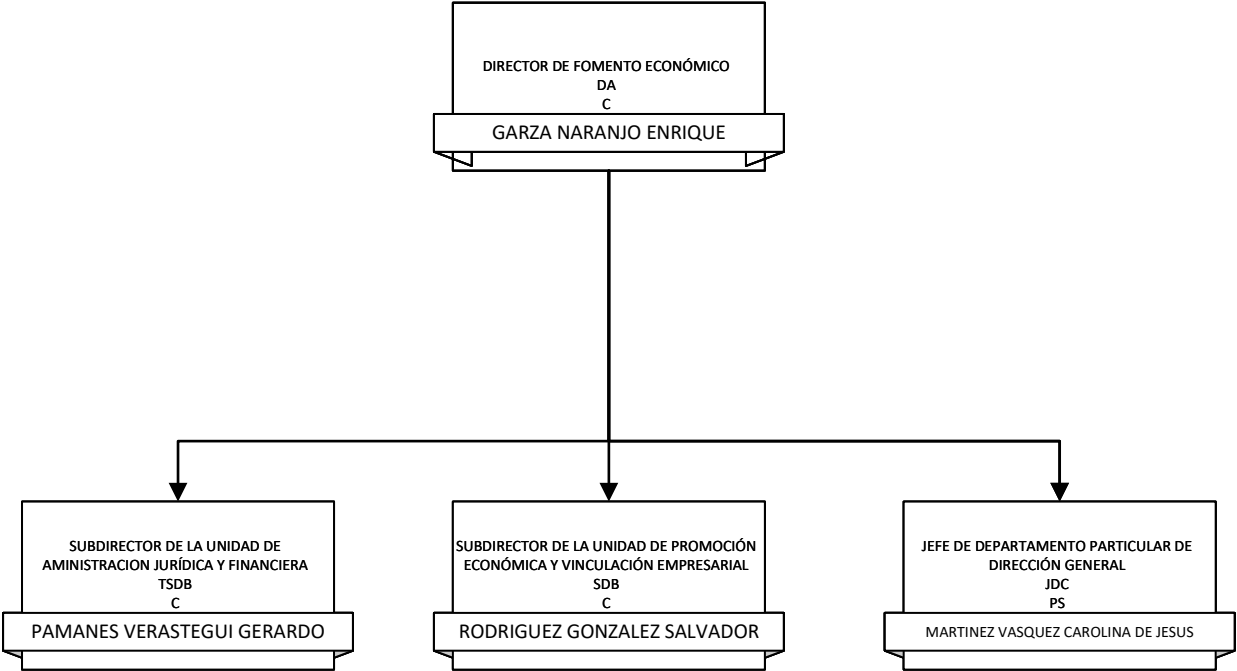 DIRECTOR DE FOMENTO ECONÓMICO
DA
C
GARZA NARANJO ENRIQUE
SUBDIRECTOR DE LA UNIDAD DE
AMINISTRACION JURÍDICA Y FINANCIERA
TSDB
C
PAMANES VERASTEGUI GERARDO
SUBDIRECTOR DE LA UNIDAD DE PROMOCIÓN
ECONÓMICA Y VINCULACIÓN EMPRESARIAL
SDB
C
RODRIGUEZ GONZALEZ SALVADOR
JEFE DE DEPARTAMENTO PARTICULAR DE
DIRECCIÓN GENERAL
JDC
PS
MARTINEZ VASQUEZ CAROLINA DE JESUS